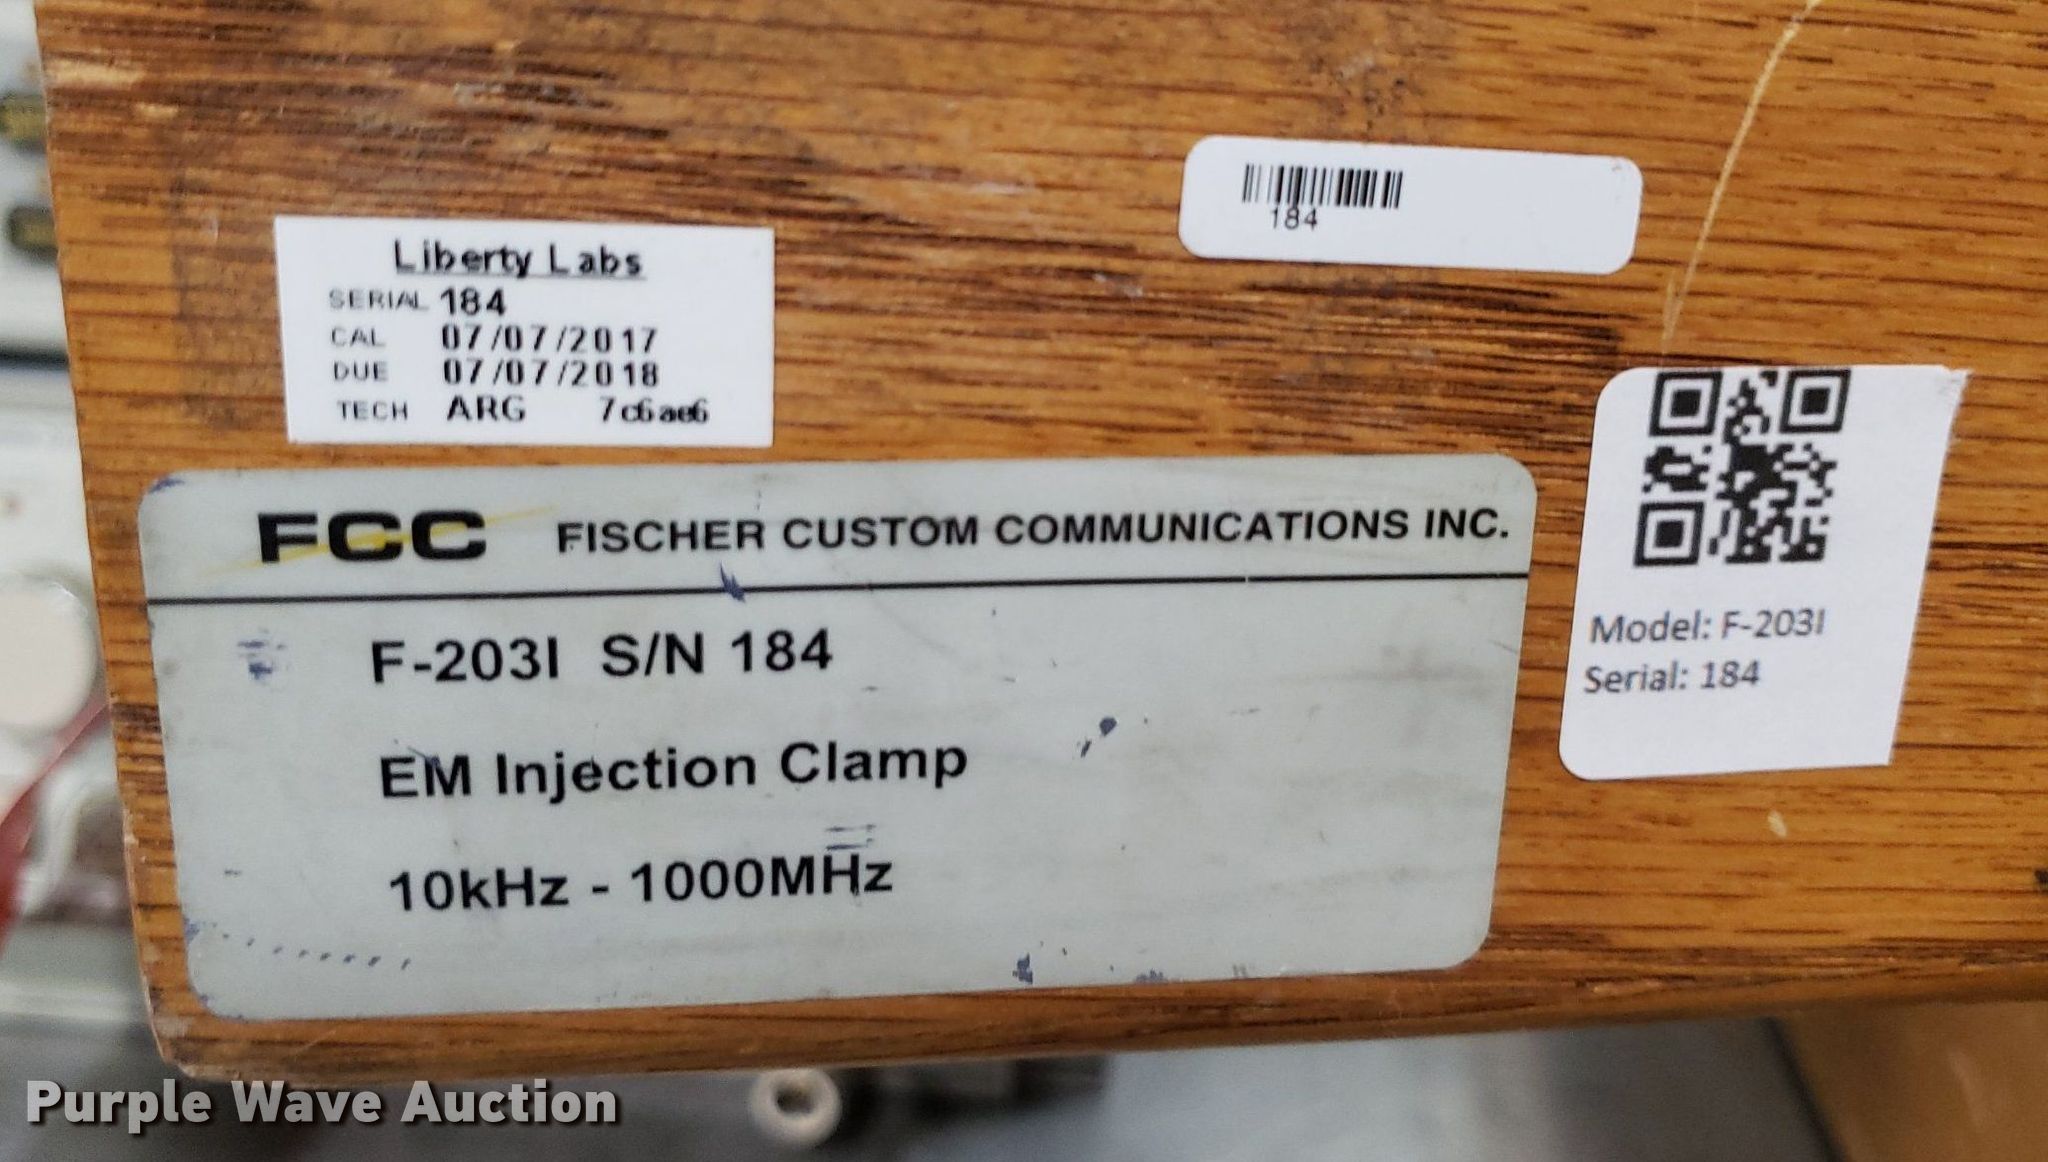 Liberty Labs
SERIAL 184
CAL 07/07/2017
DUE 07/07/2018
TECH ARG 7c6ae6
184
FCC FISCHER CUSTOM COMMUNICATIONS INC.
F-203I S/N 184
EM Injection Clamp
10kHz - 1000MHz
Model: F-203I
Serial: 184
Purple Wave Auction